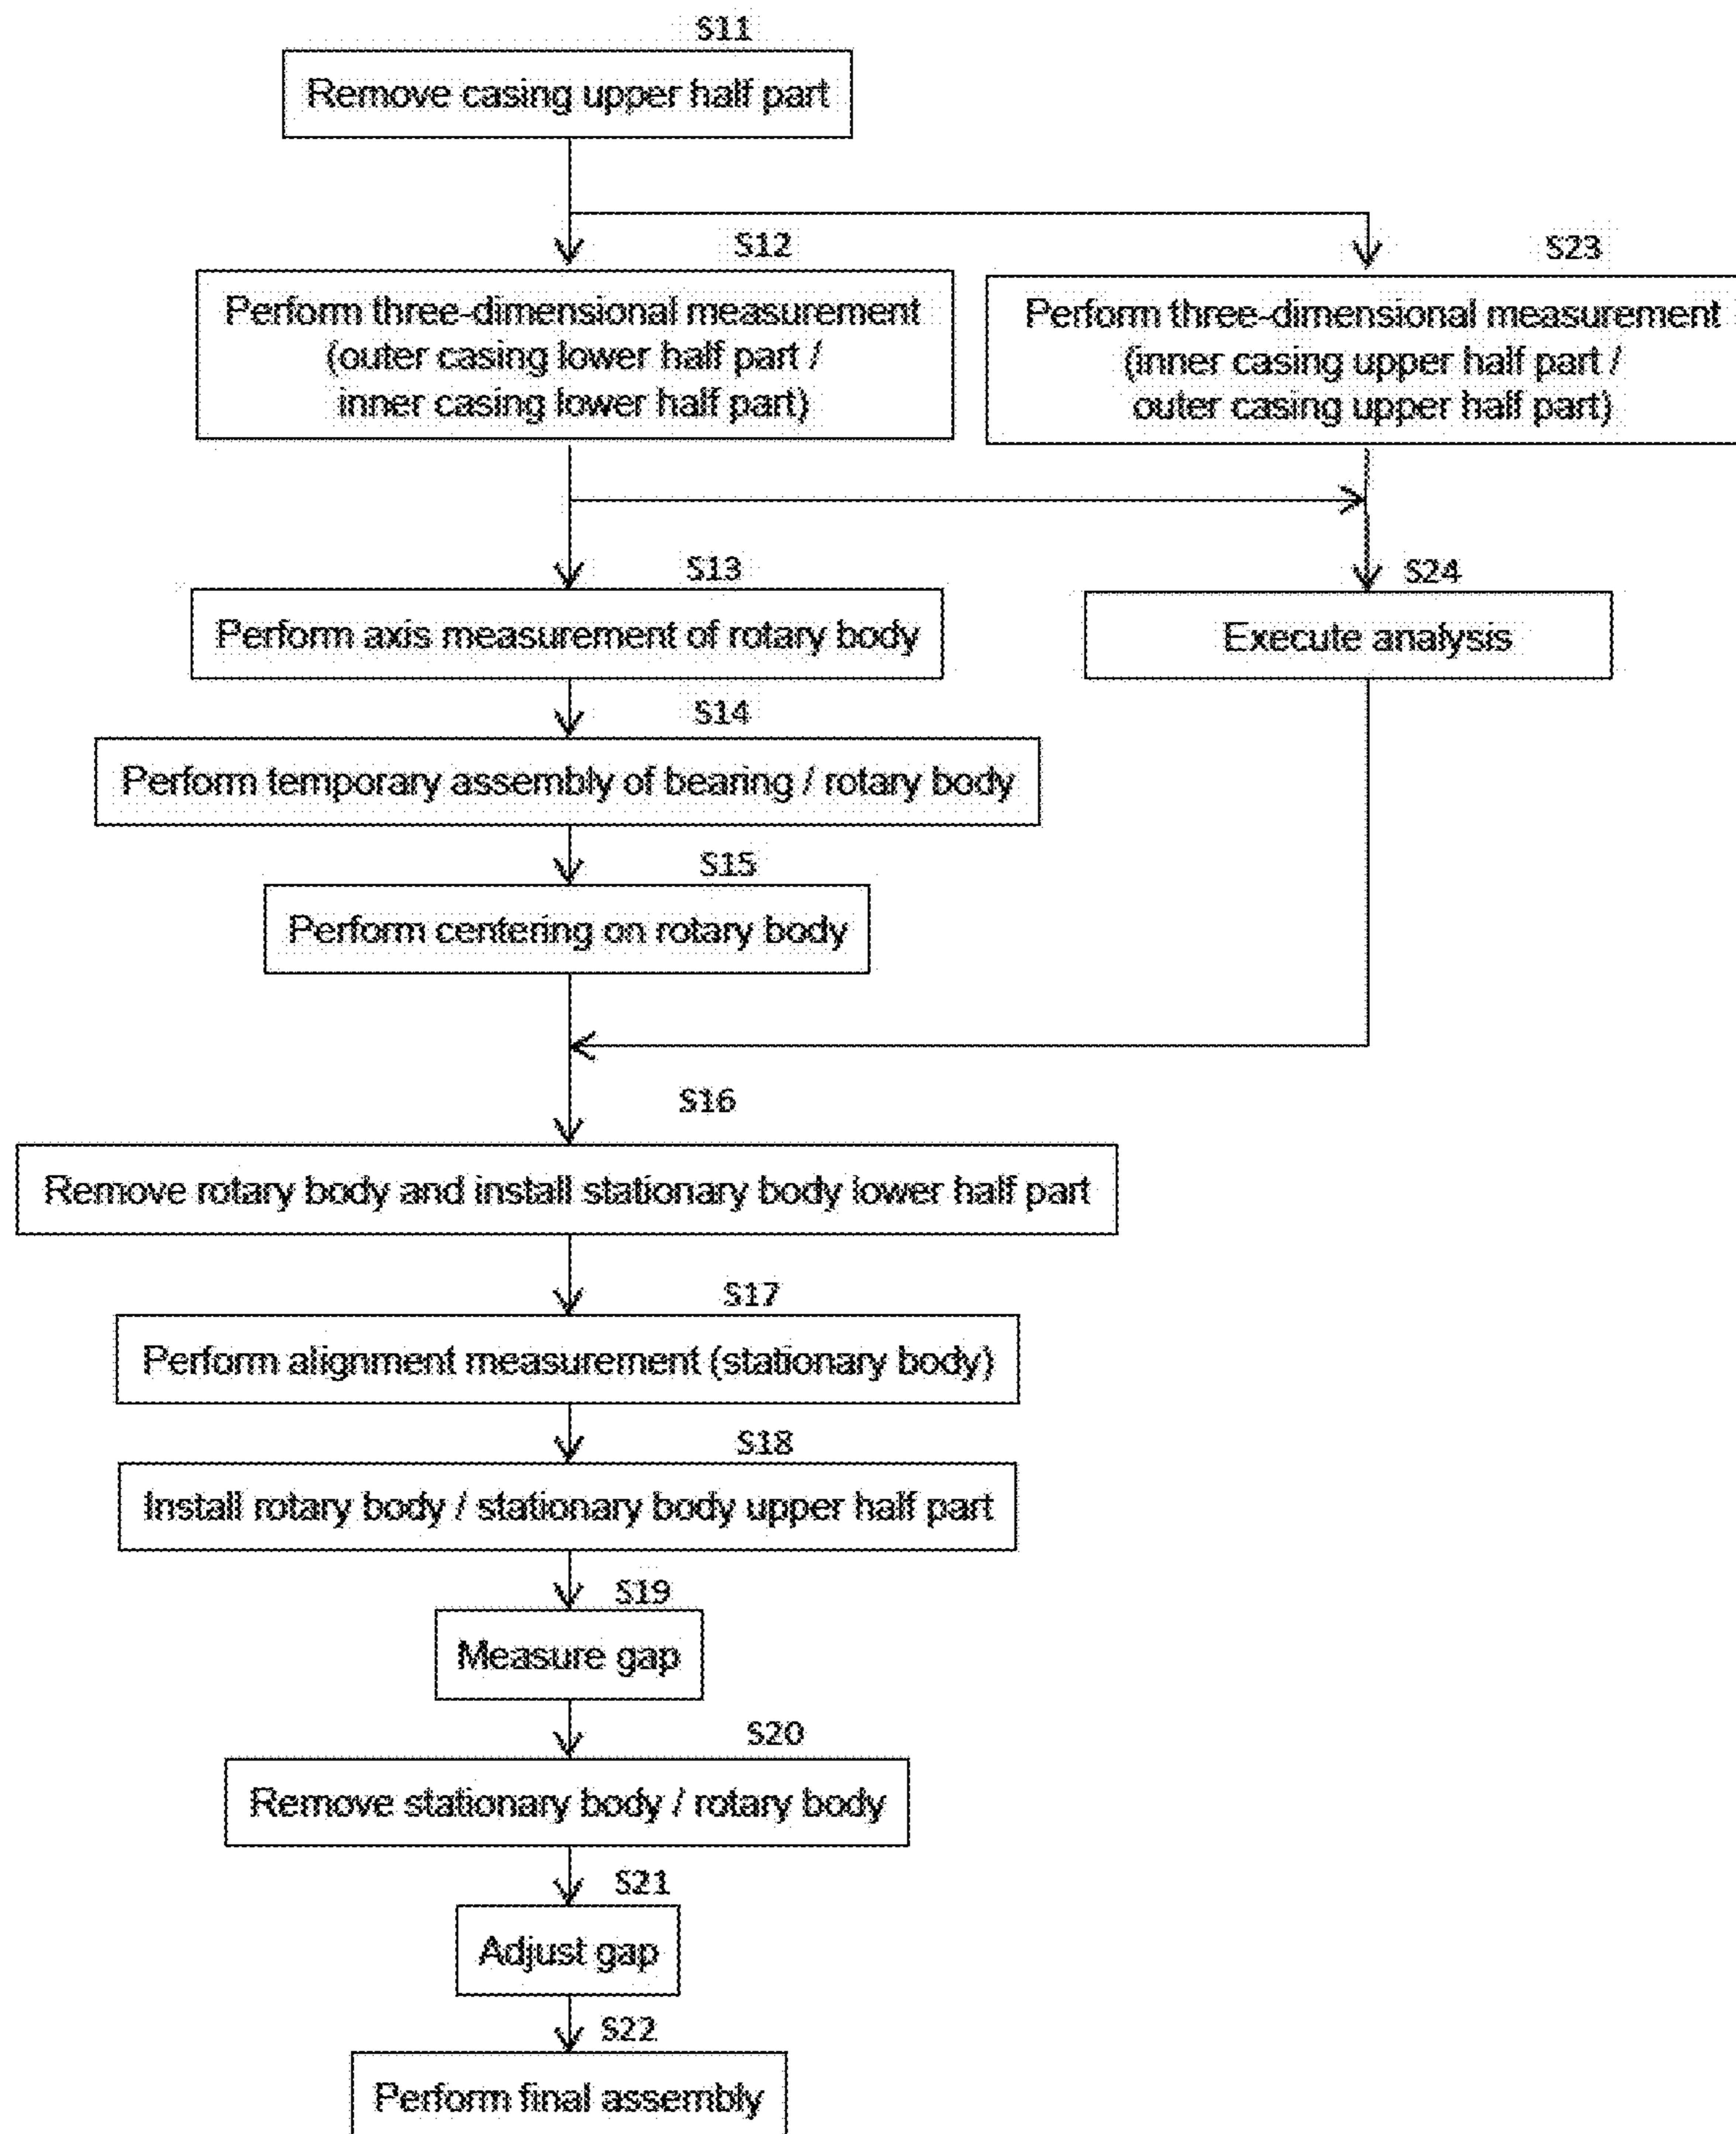 S11
Remove casing upper half part
S12
Perform three-dimensional measurement
(outer casing lower half part /
inner casing lower half part)
S23
Perform three-dimensional measurement
(inner casing upper half part /
outer casing upper half part)
S13
Perform axis measurement of rotary body
S24
Execute analysis
S14
Perform temporary assembly of bearing / rotary body
S15
Perform centering on rotary body
S16
Remove rotary body and install stationary body lower half part
S17
Perform alignment measurement (stationary body)
S18
Install rotary body / stationary body upper half part
S19
Measure gap
S20
Remove stationary body / rotary body
S21
Adjust gap
S22
Perform final assembly